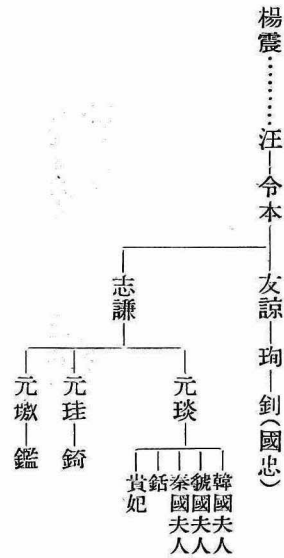 楊震………汪—令本—友諒—珣—釗(國忠)
志謙
元琰
韓國夫人
虢國夫人
秦國夫人
銛
貴妃
元珪—錡
元璬—鑑